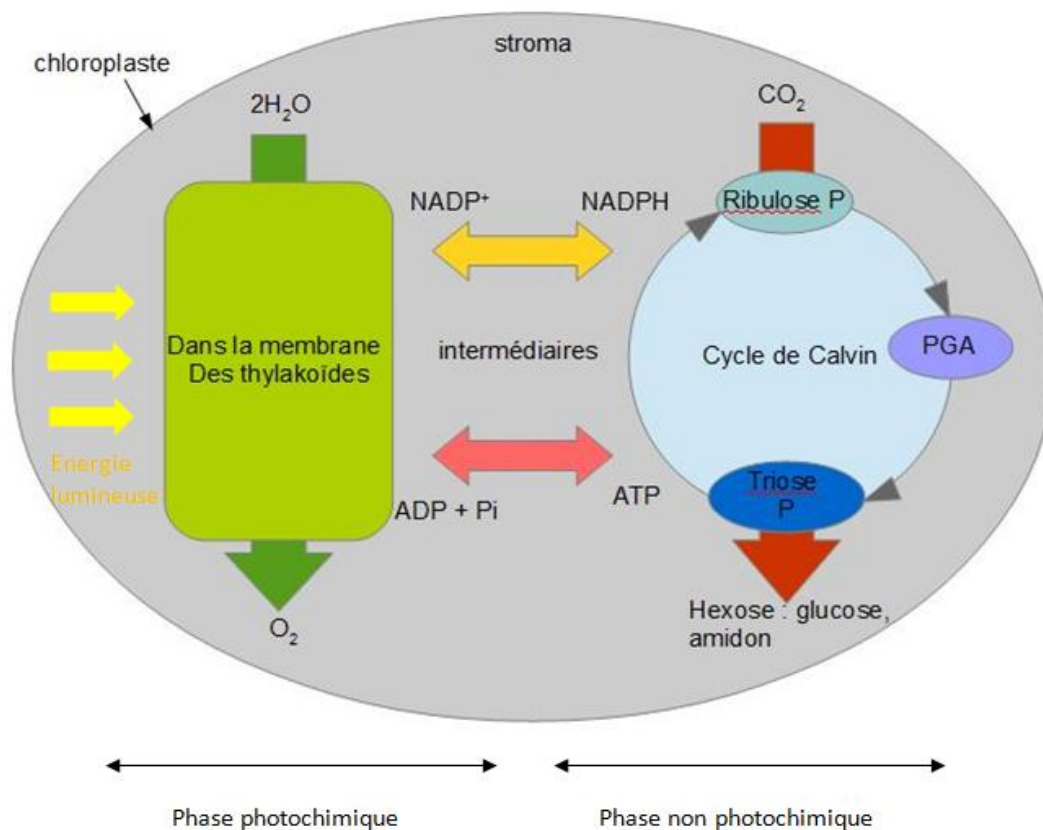 stroma
chloroplaste
2H₂O
CO₂
NADP⁺
NADPH
Ribulose P
Dans la membrane
Des thylakoïdes
intermédiaires
Cycle de Calvin
PGA
Energie
lumineuse
ADP + Pi
ATP
Triose
P
O₂
Hexose : glucose,
amidon
Phase photochimique
Phase non photochimique